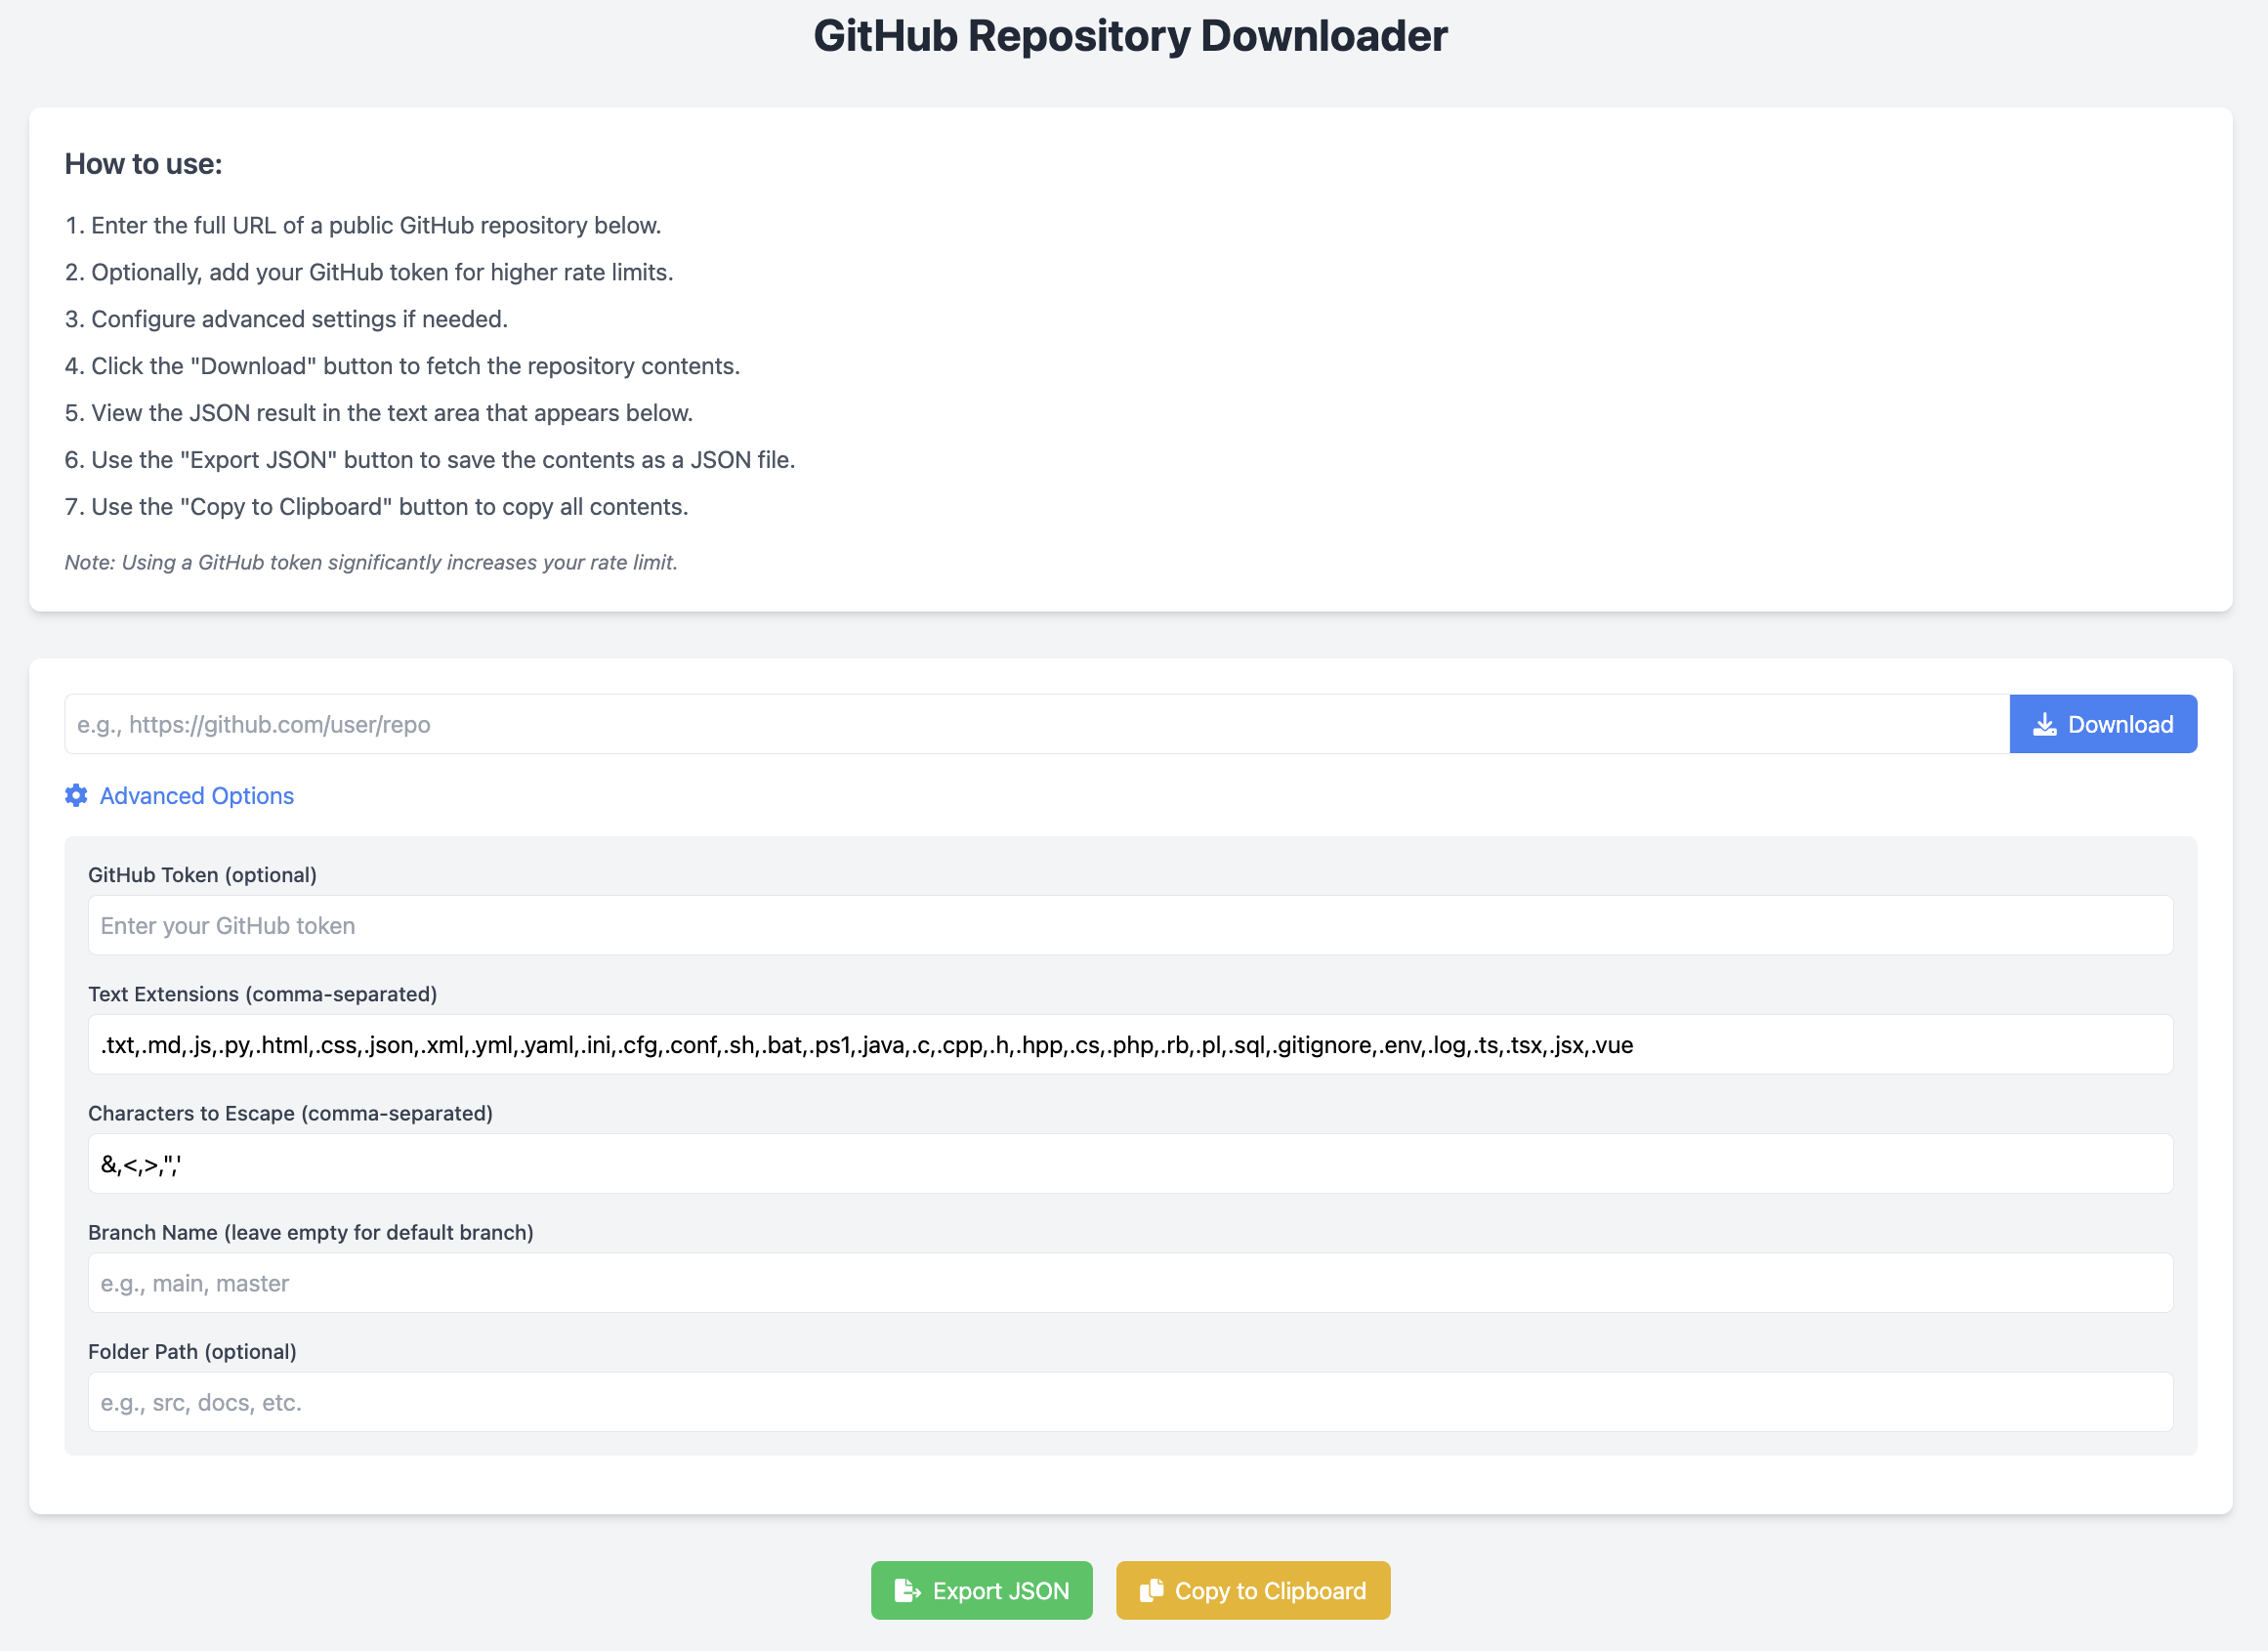 GitHub Repository Downloader
How to use:
1. Enter the full URL of a public GitHub repository below.
2. Optionally, add your GitHub token for higher rate limits.
3. Configure advanced settings if needed.
4. Click the "Download" button to fetch the repository contents.
5. View the JSON result in the text area that appears below.
6. Use the "Export JSON" button to save the contents as a JSON file.
7. Use the "Copy to Clipboard" button to copy all contents.
Note: Using a GitHub token significantly increases your rate limit.
e.g., https://github.com/user/repo
Download
Advanced Options
GitHub Token (optional)
Enter your GitHub token
Text Extensions (comma-separated)
.txt,.md,.js,.py,.html,.css,.json,.xml,.yml,.yaml,.ini,.cfg,.conf,.sh,.bat,.ps1,.java,.c,.cpp,.h,.hpp,.cs,.php,.rb,.pl,.sql,.gitignore,.env,.log,.ts,.tsx,.jsx,.vue
Characters to Escape (comma-separated)
&,<,>,",'
Branch Name (leave empty for default branch)
e.g., main, master
Folder Path (optional)
e.g., src, docs, etc.
Export JSON
Copy to Clipboard